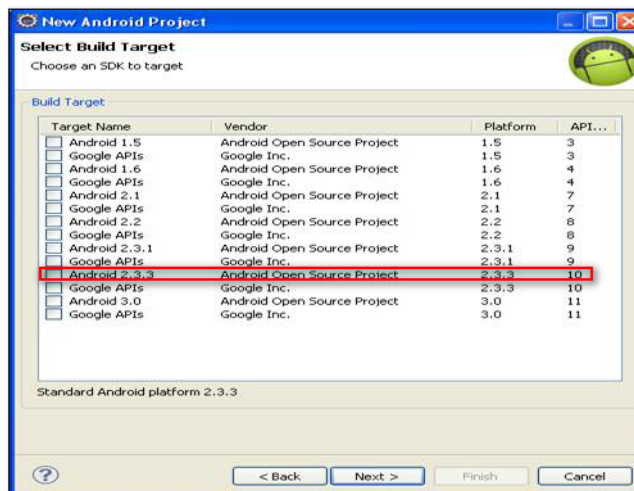 New Android Project
Select Build Target
Choose an SDK to target
Build Target
Target Name Vendor Platform API...
Android 1.5 Android Open Source Project 1.5 3
Google APIs Google Inc. 1.5 3
Android 1.6 Android Open Source Project 1.6 4
Google APIs Google Inc. 1.6 4
Android 2.1 Android Open Source Project 2.1 7
Google APIs Google Inc. 2.1 7
Android 2.2 Android Open Source Project 2.2 8
Google APIs Google Inc. 2.2 8
Android 2.3.1 Android Open Source Project 2.3.1 9
Google APIs Google Inc. 2.3.1 9
Android 2.3.3 Android Open Source Project 2.3.3 10
Google APIs Google Inc. 2.3.3 10
Android 3.0 Android Open Source Project 3.0 11
Google APIs Google Inc. 3.0 11
Standard Android platform 2.3.3
? < Back Next > Finish Cancel